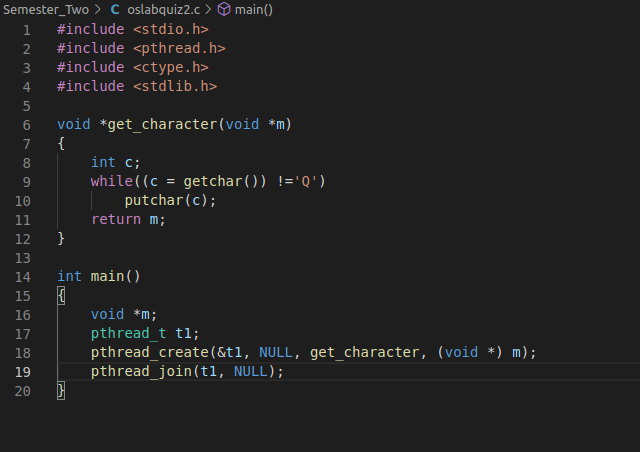 Semester_Two > C oslabquiz2.c > main()
1 #include <stdio.h>
2 #include <pthread.h>
3 #include <ctype.h>
4 #include <stdlib.h>
5
6 void *get_character(void *m)
7 {
8     int c;
9     while((c = getchar()) !='Q')
10         putchar(c);
11     return m;
12 }
13
14 int main()
15 {
16     void *m;
17     pthread_t t1;
18     pthread_create(&t1, NULL, get_character, (void *) m);
19     pthread_join(t1, NULL);
20 }